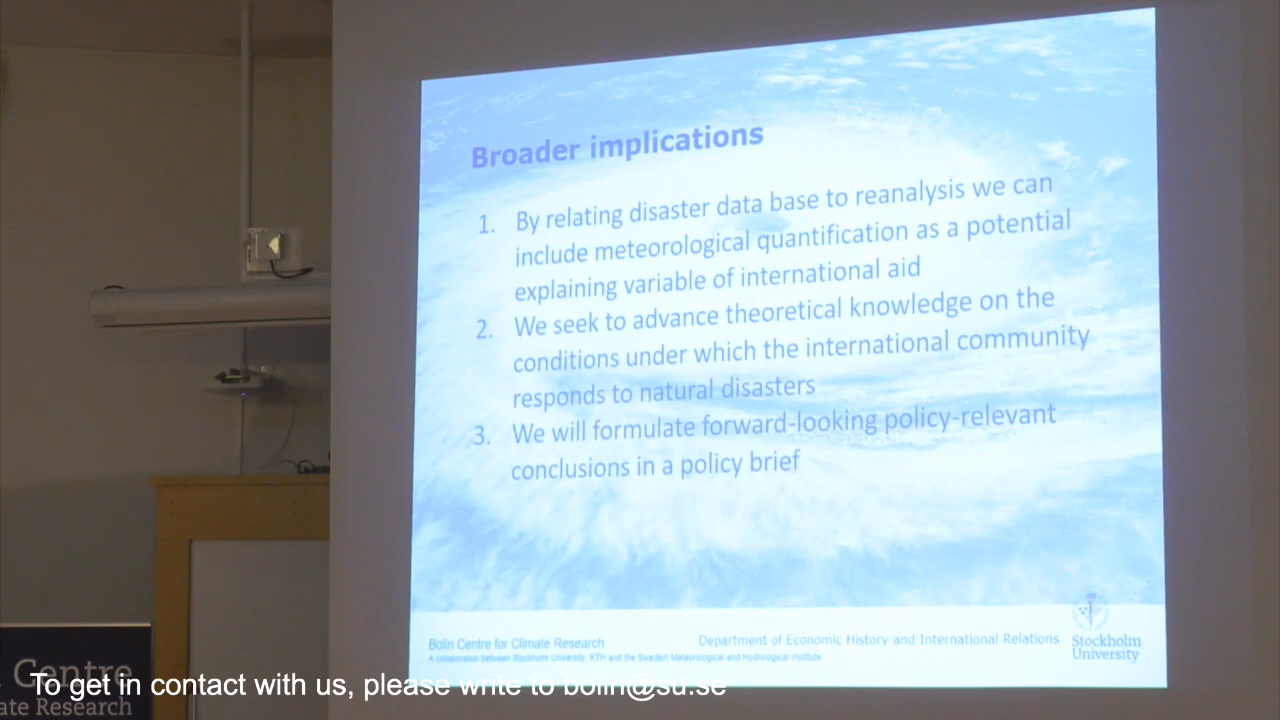 Broader implications
1. By relating disaster data base to reanalysis we can
include meteorological quantification as a potential
explaining variable of international aid
2. We seek to advance theoretical knowledge on the
conditions under which the international community
responds to natural disasters
3. We will formulate forward-looking policy-relevant
conclusions in a policy brief
Bolin Centre for Climate Research
A collaboration between Stockholm University, KTH and the Swedish Meteorological and Hydrological Institute
Department of Economic History and International Relations
Stockholm
University
Centre
ate Research
To get in contact with us, please write to bolin@su.se